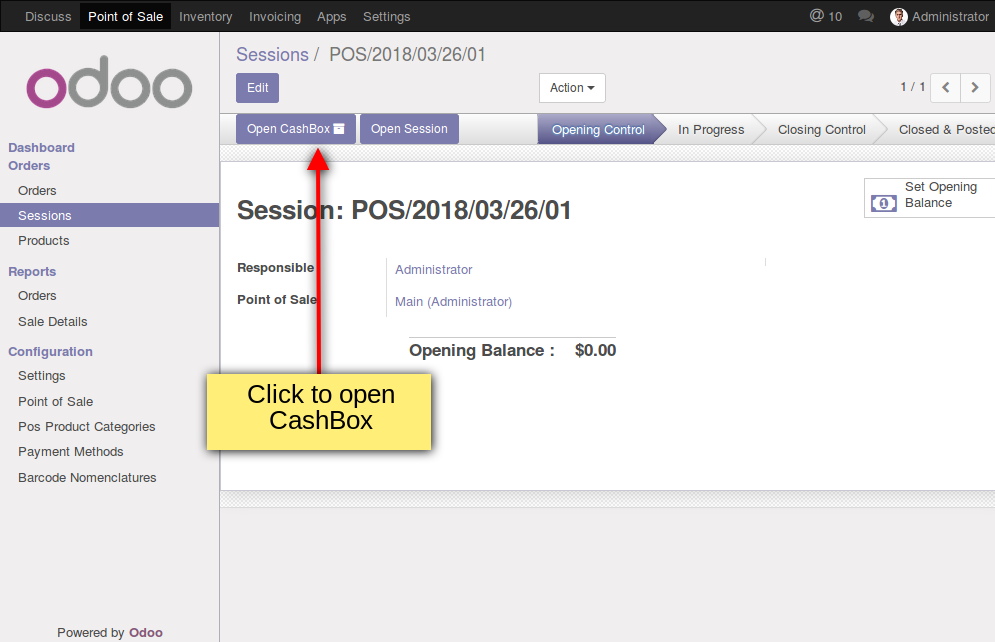 Discuss Point of Sale Inventory Invoicing Apps Settings @ 10 Administrator
odoo
Dashboard
Orders
Orders
Sessions
Products
Reports
Orders
Sale Details
Configuration
Settings
Point of Sale
Pos Product Categories
Payment Methods
Barcode Nomenclatures
Powered by Odoo
Sessions / POS/2018/03/26/01
Edit Action 1 / 1
Open CashBox Open Session Opening Control In Progress Closing Control Closed & Posted
Set Opening
Balance
Session: POS/2018/03/26/01
Responsible Administrator
Point of Sale Main (Administrator)
Opening Balance : $0.00
Click to open
CashBox